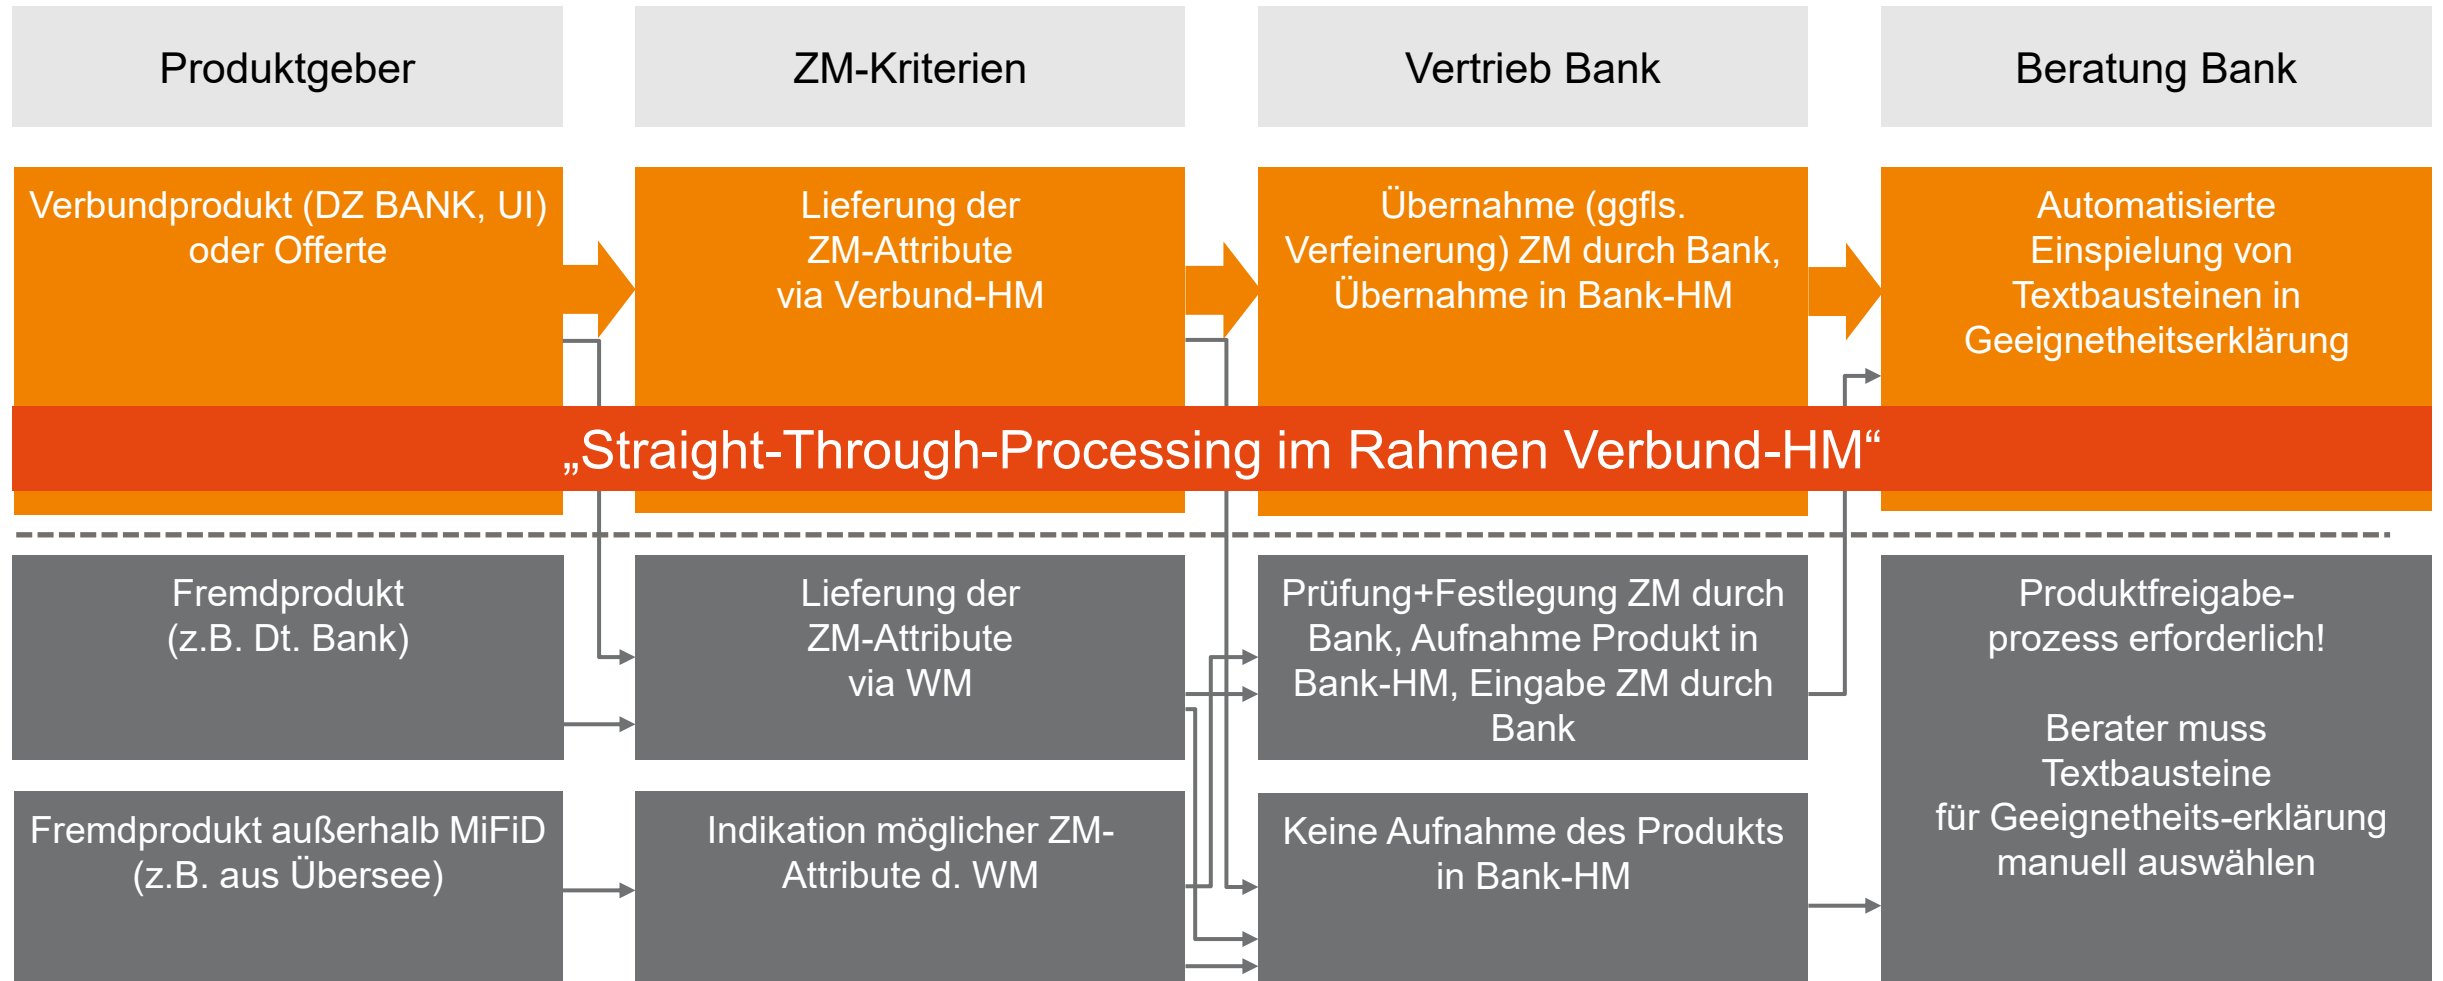 Produktgeber
ZM-Kriterien
Vertrieb Bank
Beratung Bank
Verbundprodukt (DZ BANK, UI)
oder Offerte
Lieferung der
ZM-Attribute
via Verbund-HM
Übernahme (ggfls.
Verfeinerung) ZM durch Bank,
Übernahme in Bank-HM
Automatisierte
Einspielung von
Textbausteinen in
Geeignetheitserklärung
„Straight-Through-Processing im Rahmen Verbund-HM“
Fremdprodukt
(z.B. Dt. Bank)
Lieferung der
ZM-Attribute
via WM
Prüfung+Festlegung ZM durch
Bank, Aufnahme Produkt in
Bank-HM, Eingabe ZM durch
Bank
Produktfreigabe-
prozess erforderlich!
Berater muss
Textbausteine
für Geeignetheits-erklärung
manuell auswählen
Fremdprodukt außerhalb MiFiD
(z.B. aus Übersee)
Indikation möglicher ZM-
Attribute d. WM
Keine Aufnahme des Produkts
in Bank-HM